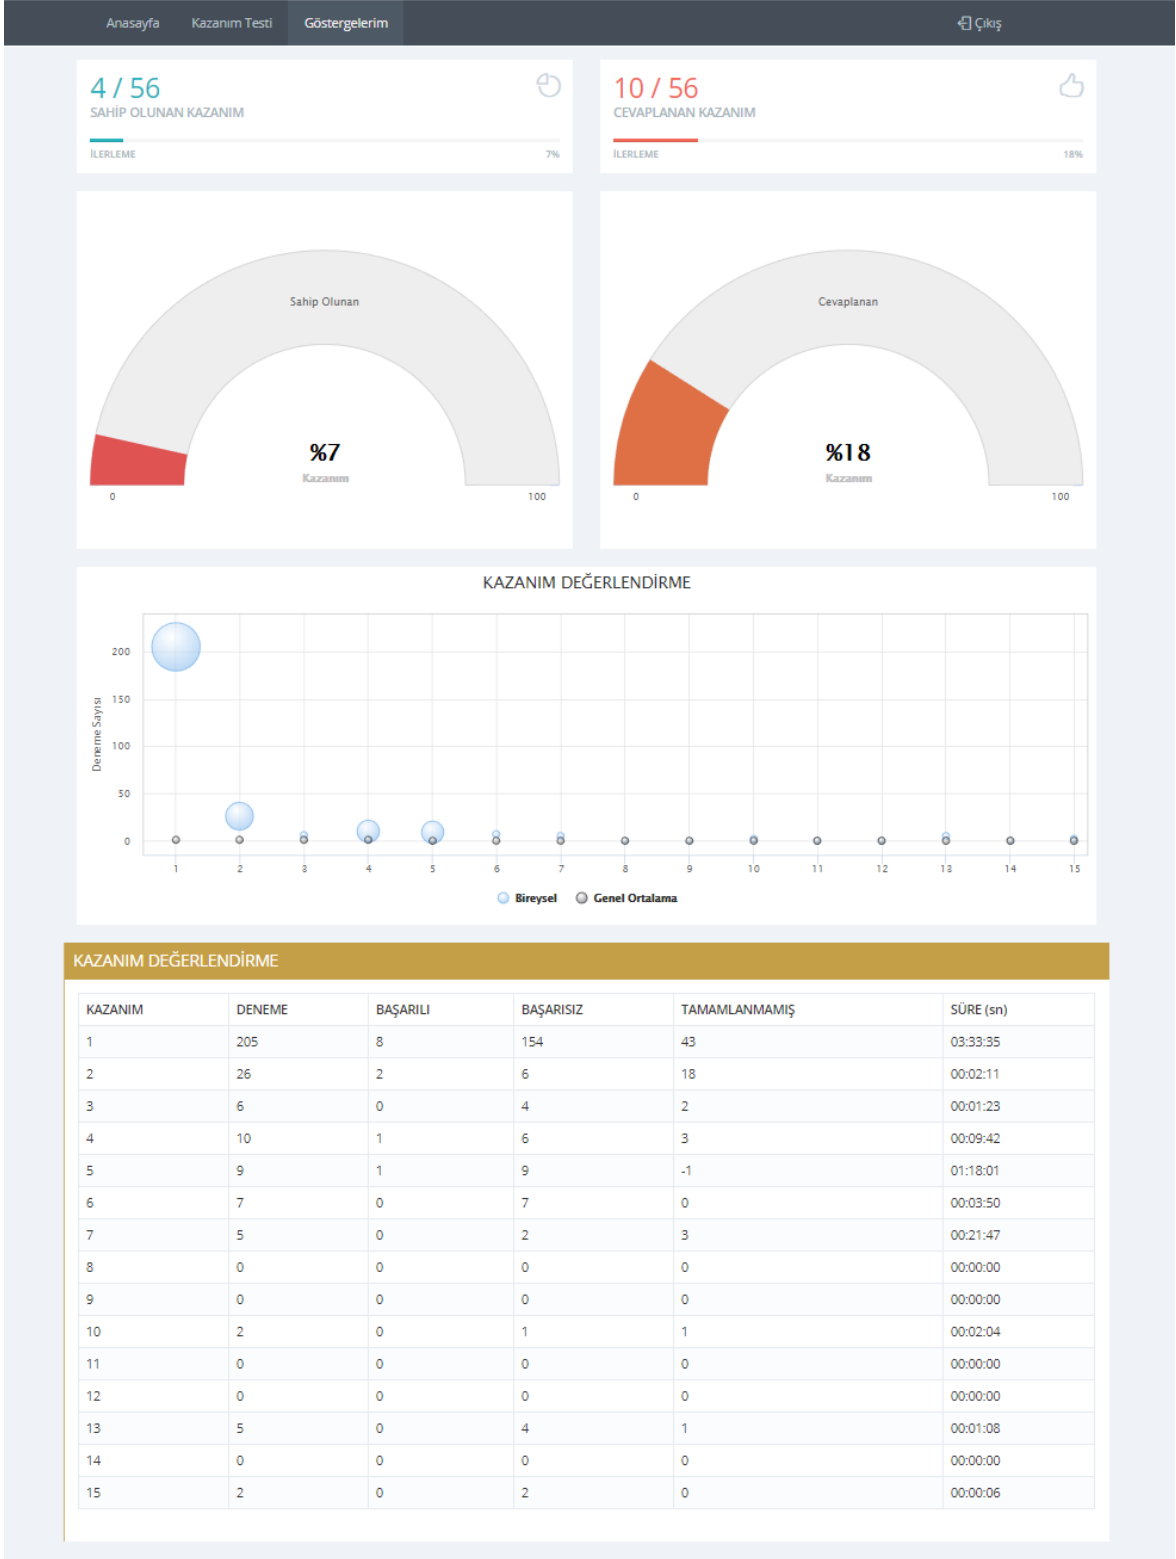 Anasayfa Kazanım Testi Göstergelerim Çıkış
4 / 56
SAHİP OLUNAN KAZANIM
İLERLEME 7%
10 / 56
CEVAPLANAN KAZANIM
İLERLEME 18%
Sahip Olunan
%7
Kazanım
0 100
Cevaplanan
%18
Kazanım
0 100
KAZANIM DEĞERLENDİRME
Deneme Sayısı
200
150
100
50
0
1 2 3 4 5 6 7 8 9 10 11 12 13 14 15
Bireysel Genel Ortalama
KAZANIM DEĞERLENDİRME
KAZANIM DENEME BAŞARILI BAŞARISIZ TAMAMLANMAMIŞ SÜRE (sn)
1 205 8 154 43 03:33:35
2 26 2 6 18 00:02:11
3 6 0 4 2 00:01:23
4 10 1 6 3 00:09:42
5 9 1 9 -1 01:18:01
6 7 0 7 0 00:03:50
7 5 0 2 3 00:21:47
8 0 0 0 0 00:00:00
9 0 0 0 0 00:00:00
10 2 0 1 1 00:02:04
11 0 0 0 0 00:00:00
12 0 0 0 0 00:00:00
13 5 0 4 1 00:01:08
14 0 0 0 0 00:00:00
15 2 0 2 0 00:00:06